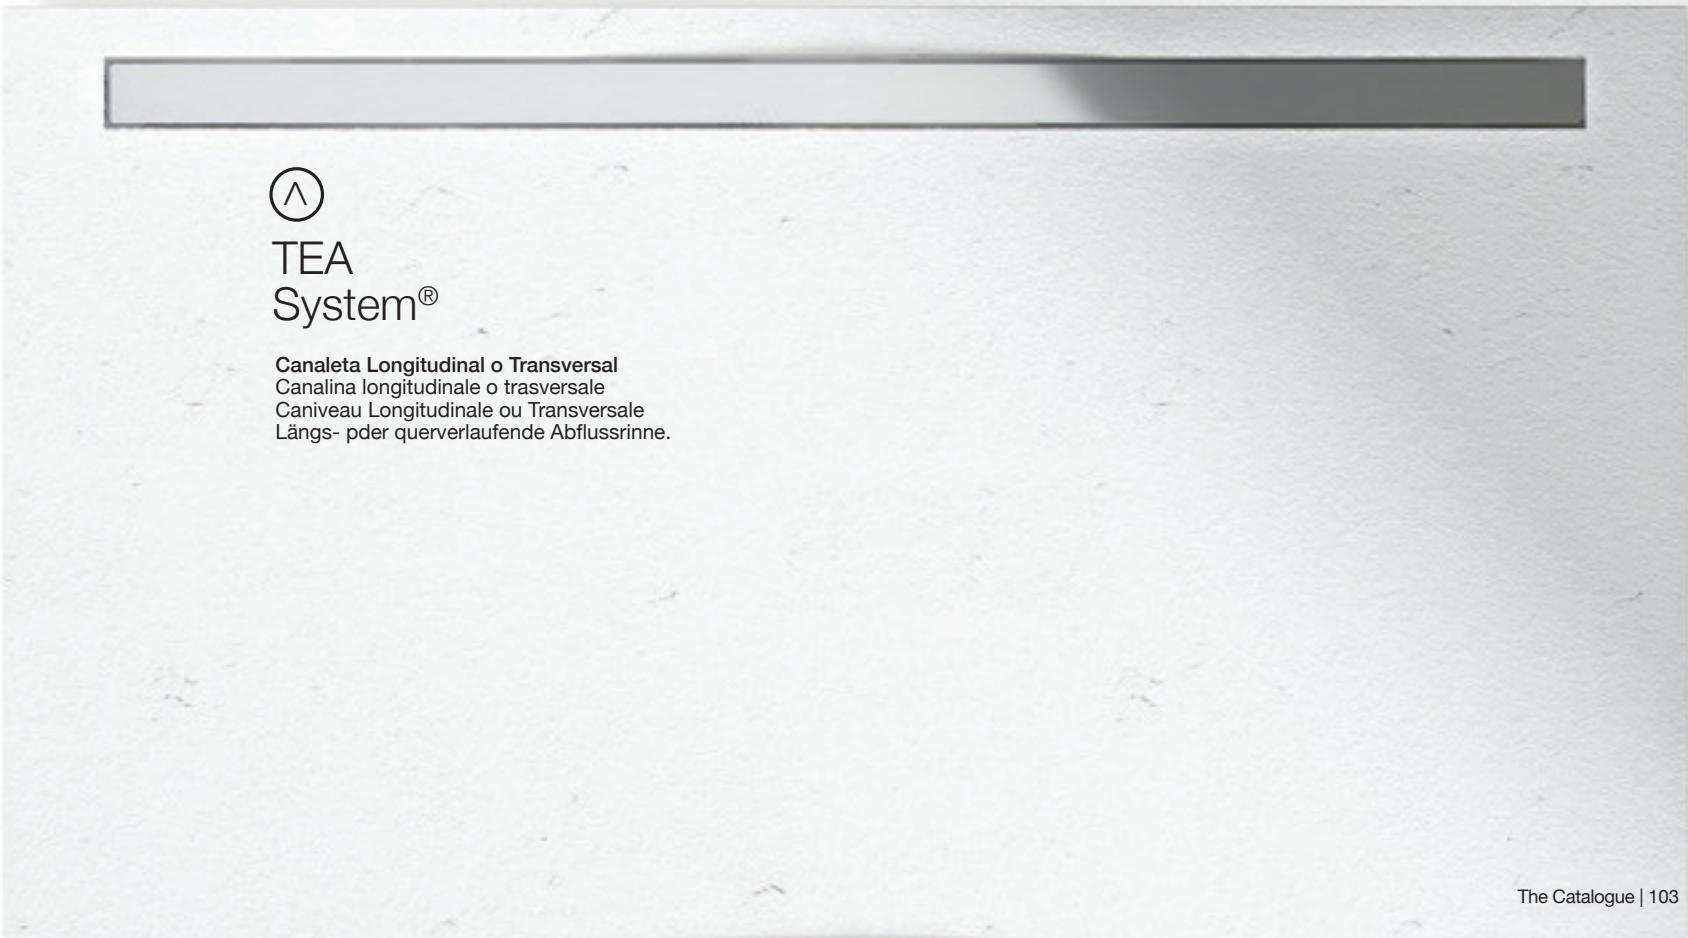 TEA
System®
Canaleta Longitudinal o Transversal
Canalina longitudinale o trasversale
Caniveau Longitudinale ou Transversale
Längs- pder querverlaufende Abflussrinne.
The Catalogue | 103